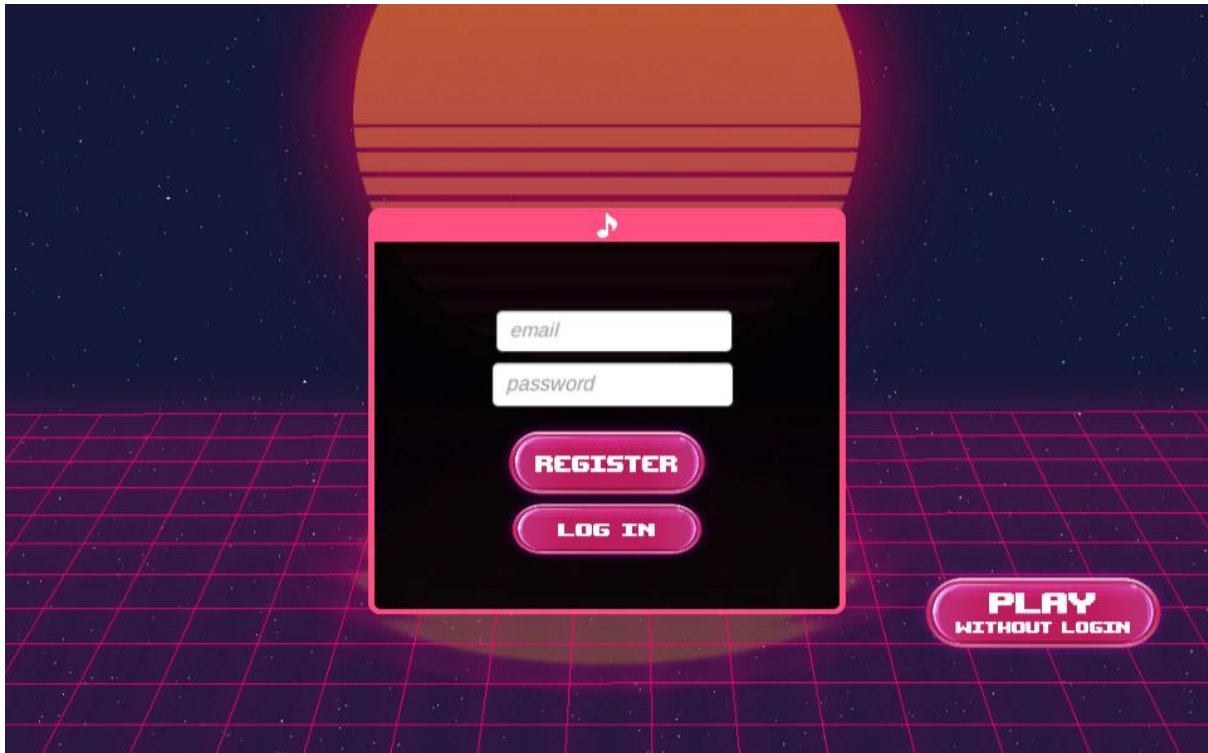 email
password
REGISTER
LOG IN
PLAY
WITHOUT LOGIN